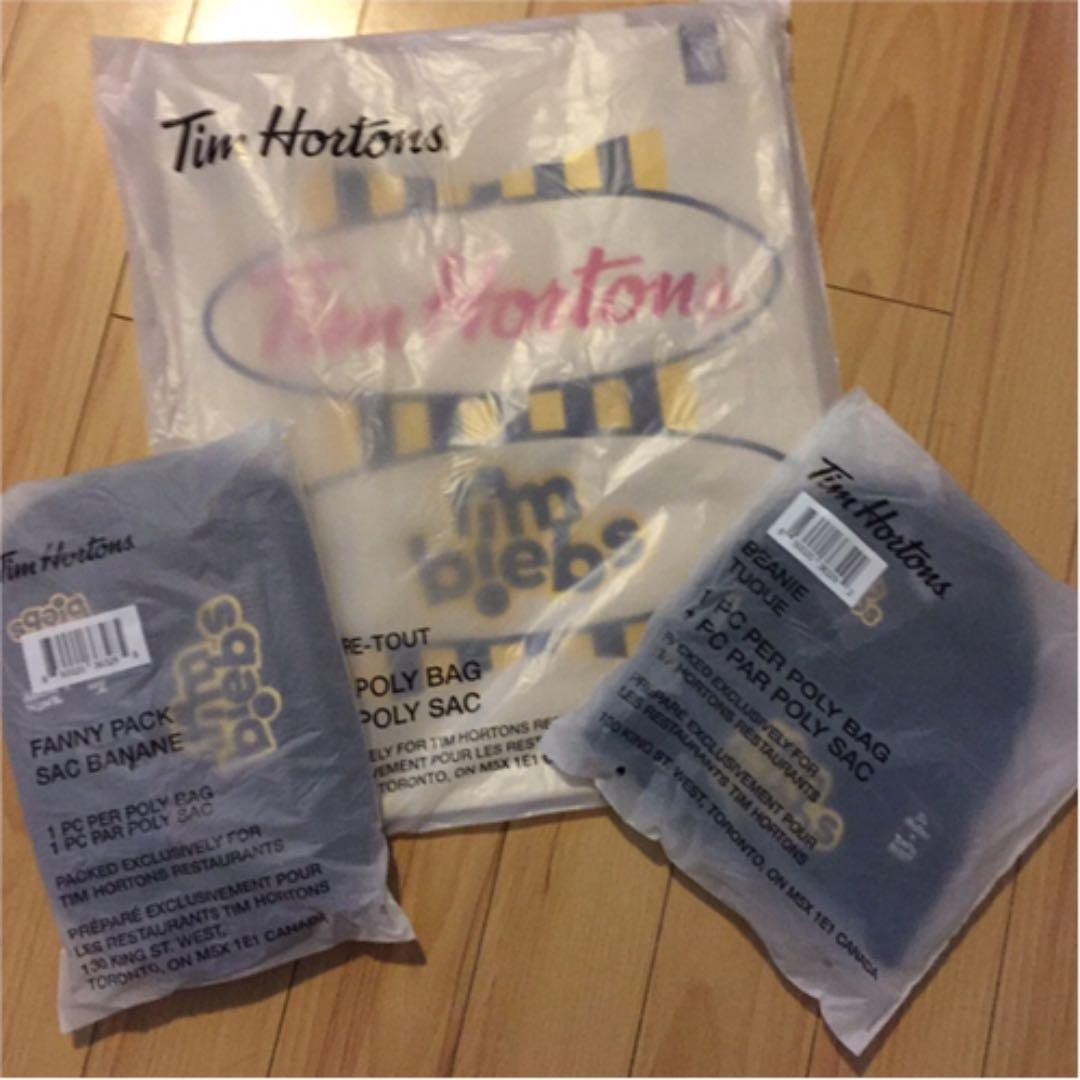 Tim Hortons
Tim Hortons
Tim
biebs
RE-TOUT
POLY BAG
POLY SAC
ELY FOR TIM HORTONS RES
VEMENT POUR LES REST
TORONTO, ON M5X 1E1 C
Tim Hortons
biebs
Tim
biebs
FANNY PACK
SAC BANANE
1 PC PER POLY BAG
1 PC PAR POLY SAC
PACKED EXCLUSIVELY FOR
TIM HORTONS RESTAURANTS
PRÉPARÉ EXCLUSIVEMENT POUR
LES RESTAURANTS TIM HORTONS
130 KING ST. WEST,
TORONTO, ON M5X 1E1 CANADA
Tim Hortons
BEANIE
TUQUE
1 PC PER POLY BAG
1 PC PAR POLY SAC
PACKED EXCLUSIVELY FOR
TIM HORTONS RESTAURANTS
PRÉPARÉ EXCLUSIVEMENT POUR
LES RESTAURANTS TIM HORTONS
130 KING ST. WEST, TORONTO, ON M5X 1E1 CANADA